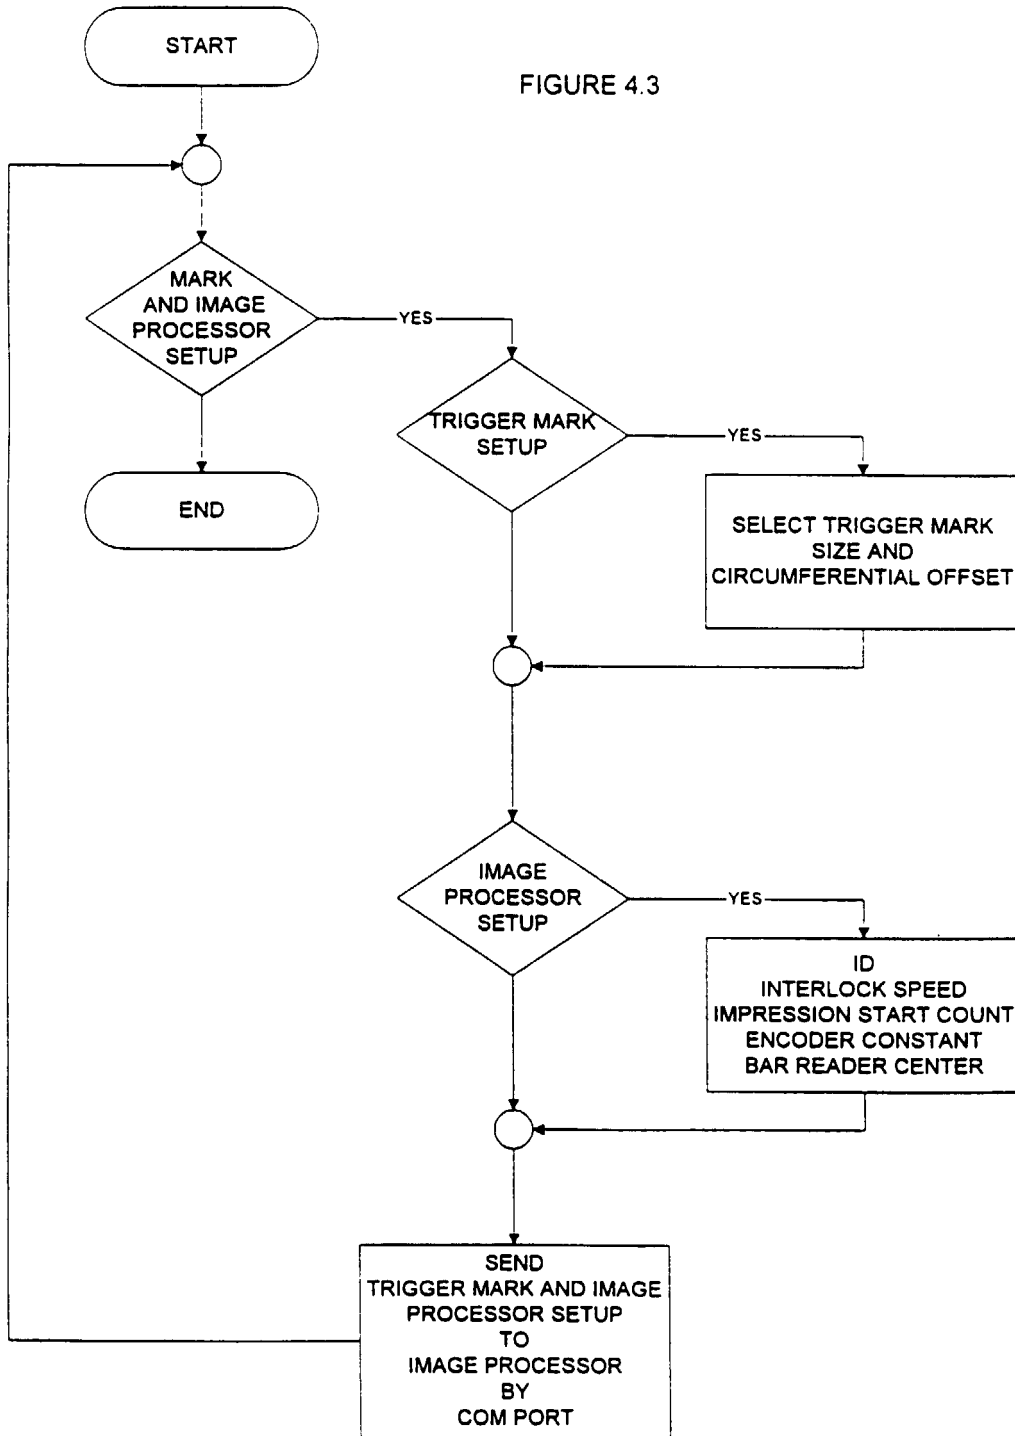 START
FIGURE 4.3
MARK
AND IMAGE
PROCESSOR
SETUP
YES
TRIGGER MARK
SETUP
YES
END
SELECT TRIGGER MARK
SIZE AND
CIRCUMFERENTIAL OFFSET
IMAGE
PROCESSOR
SETUP
YES
ID
INTERLOCK SPEED
IMPRESSION START COUNT
ENCODER CONSTANT
BAR READER CENTER
SEND
TRIGGER MARK AND IMAGE
PROCESSOR SETUP
TO
IMAGE PROCESSOR
BY
COM PORT